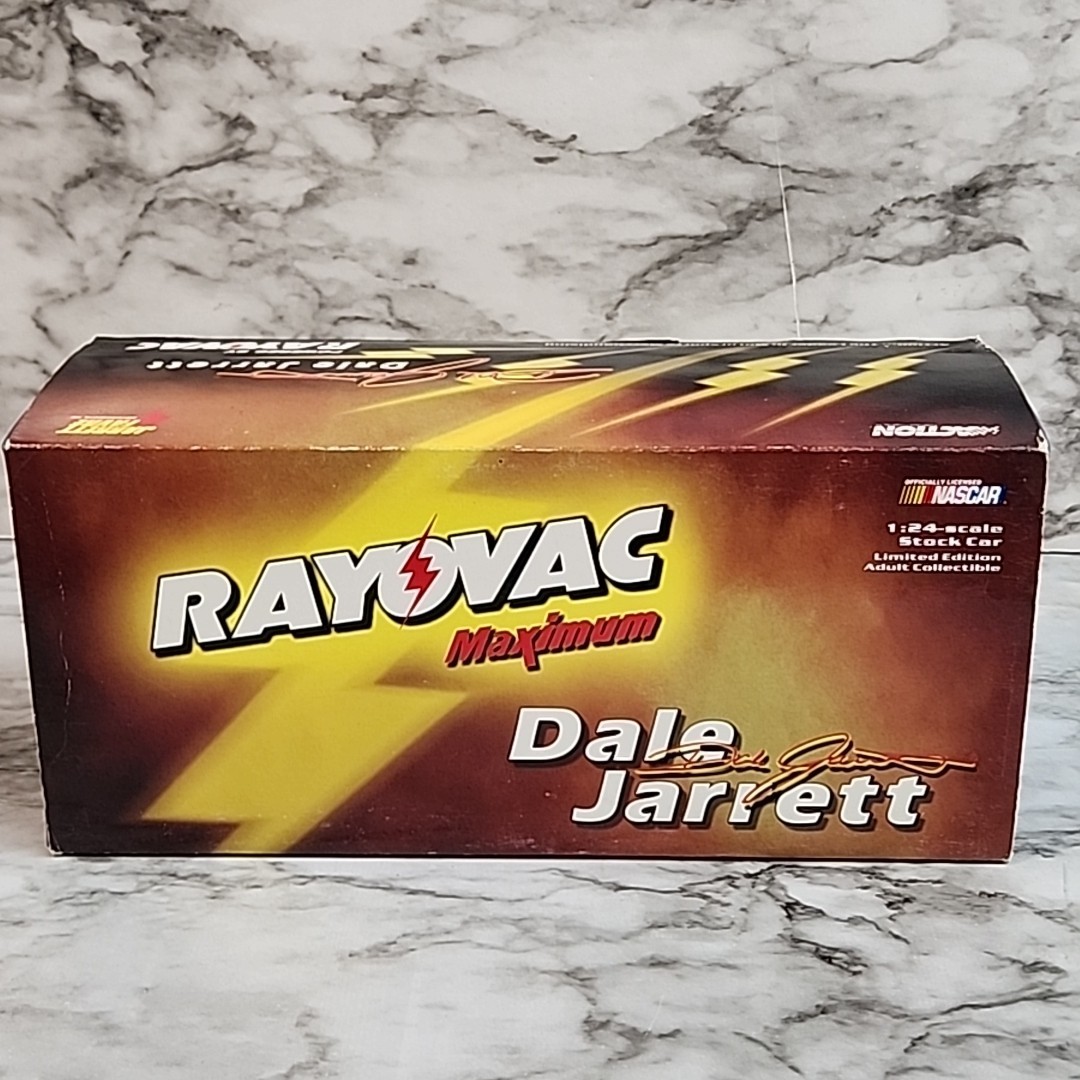 RAYOVAC
Dale Jarrett
ACTION
OFFICIALLY LICENSED
NASCAR
1:24-scale
Stock Car
Limited Edition
Adult Collectible
RAYOVAC
Maximum
Dale
Jarrett